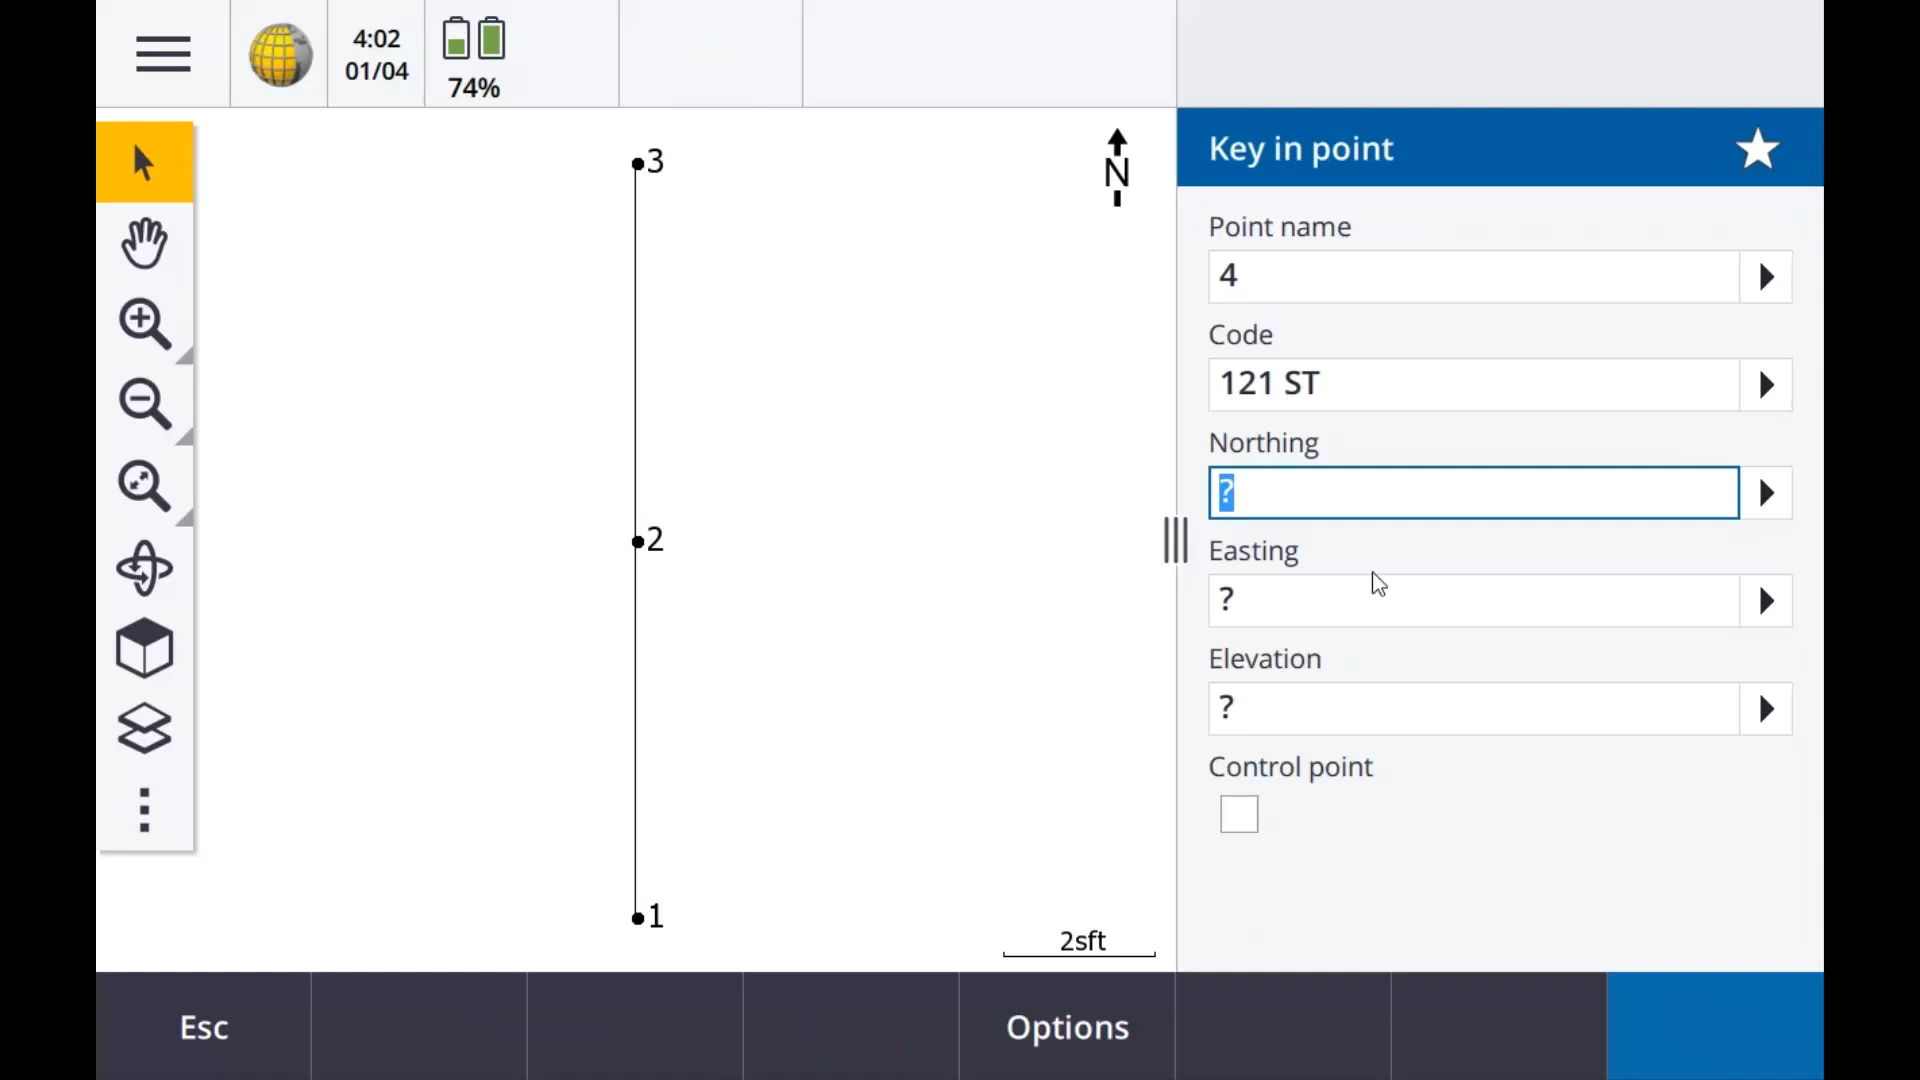 4:02
01/04
74%
3
N
2
1
2sft
Key in point
Point name
4
Code
121 ST
Northing
?
Easting
?
Elevation
?
Control point
Esc
Options